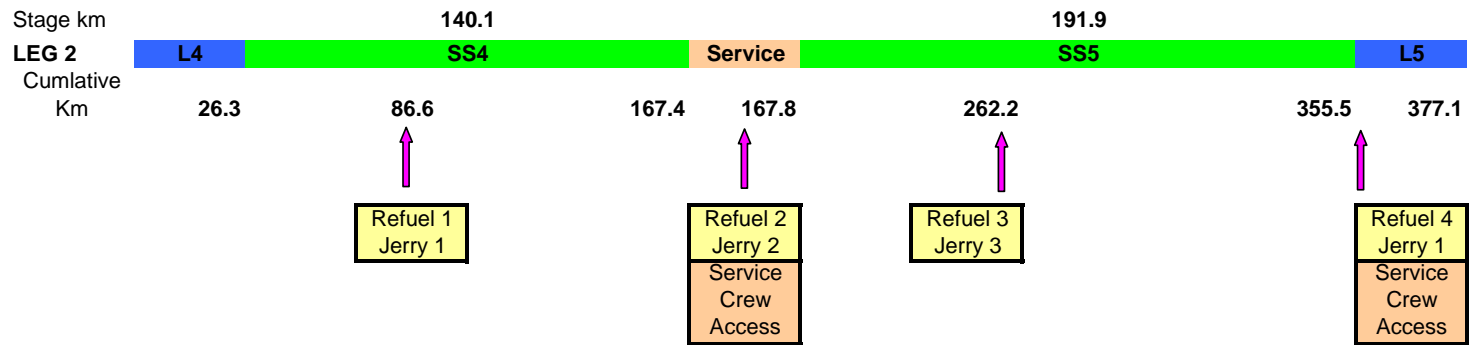 Stage km 140.1 191.9
LEG 2 L4 SS4 Service SS5 L5
Cumlative
Km 26.3 86.6 167.4 167.8 262.2 355.5 377.1
Refuel 1 Refuel 2 Refuel 3 Refuel 4
Jerry 1 Jerry 2 Jerry 3 Jerry 1
Service Service
Crew Crew
Access Access